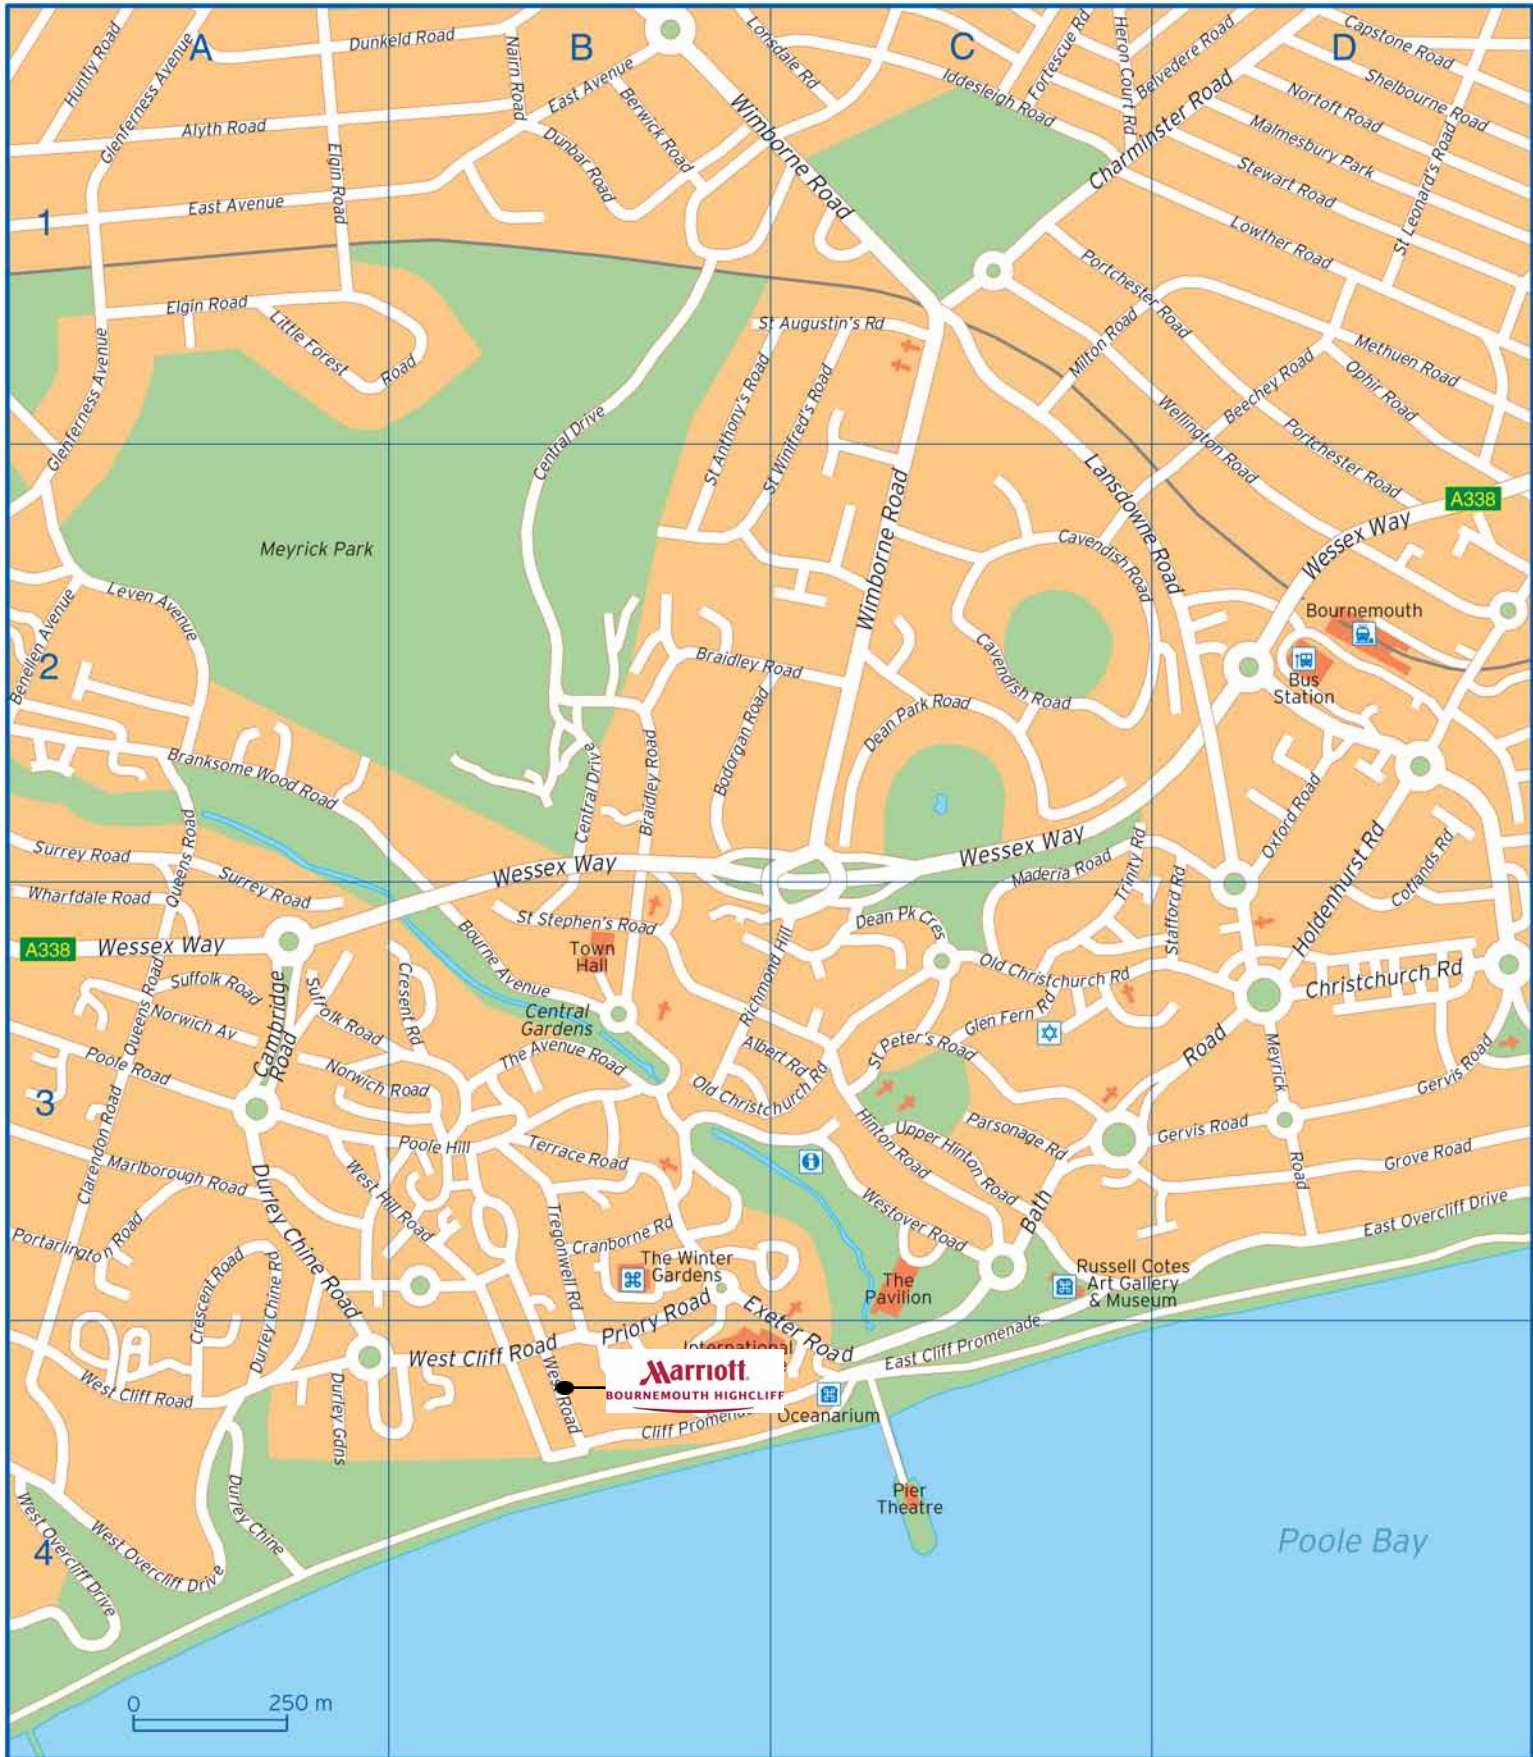 A
B
C
D
1
2
3
4
Huntly Road
Glenferness Avenue
Dunkeld Road
Nairn Road
East Avenue
Lonsdale Rd
Iddesleigh Road
Fortescue Rd
Heron Court Rd
Belvedere Road
Capstone Road
Shelbourne Road
Nortoft Road
Malmesbury Park
Stewart Road
St Leonard's Road
Charminster Road
Alyth Road
Elgin Road
Berwick Road
Dunbar Road
Wimborne Road
East Avenue
Lowther Road
Portchester Road
Elgin Road
Little Forest
Road
St Augustin's Rd
Milton Road
Methuen Road
Beechey Road
Ophir Road
Glenferness Avenue
Central Drive
St Anthony's Road
St Winifred's Road
Wellington Road
Portchester Road
Lansdowne Road
A338
Wessex Way
Meyrick Park
Wimborne Road
Cavendish Road
Bournemouth
Bus
Station
Leven Avenue
Benellen Avenue
Braidley Road
Cavendish Road
Dean Park Road
Bodorgan Road
Braidley Road
Central Drive
Branksome Wood Road
Oxford Road
Holdenhurst Rd
Cotlands Rd
Surrey Road
Queens Road
Surrey Road
Wharfdale Road
Wessex Way
Wessex Way
Maderia Road
Trinity Rd
Stafford Rd
A338
Wessex Way
St Stephen's Road
Town
Hall
Bourne Avenue
Dean Pk Cres
Richmond Hill
Old Christchurch Rd
Christchurch Rd
Suffolk Road
Queens Road
Norwich Av
Cambridge
Road
Suffolk Road
Cresent Rd
Central
Gardens
The Avenue Road
Albert Rd
St Peter's Road
Glen Fern Rd
Road
Meyrick
Gervis Road
Poole Road
Norwich Road
Old Christchurch Rd
Clarendon Road
Poole Hill
Terrace Road
Hinton Road
Upper Hinton Road
Parsonage Rd
Gervis Road
Grove Road
Road
Marlborough Road
Durley Chine Road
West Hill Road
Tregonwell Rd
Cranborne Rd
Westover Road
Bath
East Overcliff Drive
Portarlington Road
Crescent Road
Durley Chine Rd
The Winter
Gardens
The
Pavilion
Russell Cotes
Art Gallery
& Museum
Priory Road
Exeter Road
International
East Cliff Promenade
West Cliff Road
West Cliff Road
Durley Gdns
West Road
Marriott
BOURNEMOUTH HIGHCLIFF
Oceanarium
Durley Chine
Pier
Theatre
West Overcliff Drive
West Overcliff Drive
Poole Bay
0 250 m